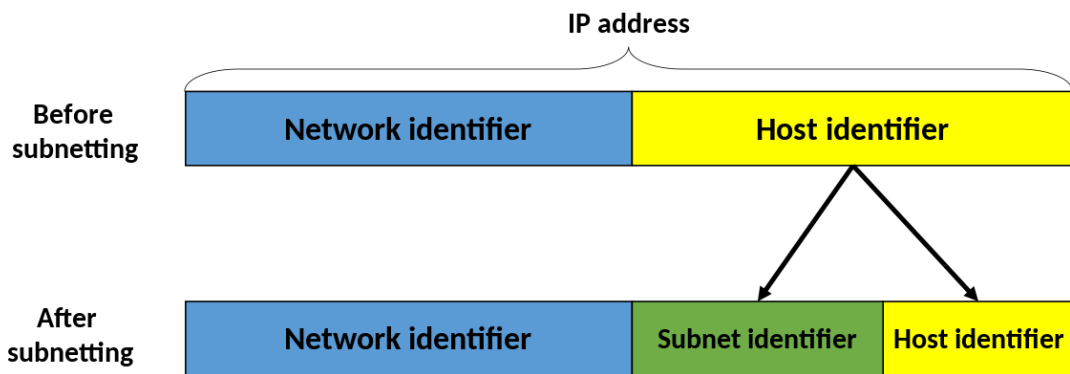 IP address
Before
subnetting
Network identifier
Host identifier
After
subnetting
Network identifier
Subnet identifier
Host identifier